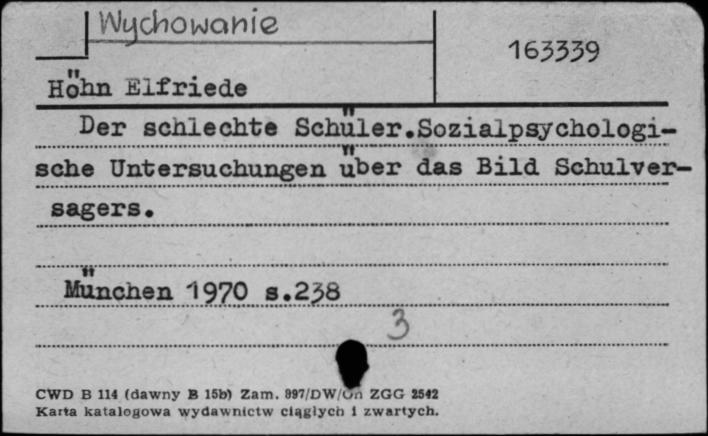 Wychowanie
163339
Höhn Elfriede
Der schlechte Schüler.Sozialpsychologi-
sche Untersuchungen über das Bild Schulver-
sagers.
München 1970 s.238
3
CWD B 114 (dawny B 15b) Zam. 997/DW/On ZGG 2542
Karta katalogowa wydawnictw ciągłych i zwartych.